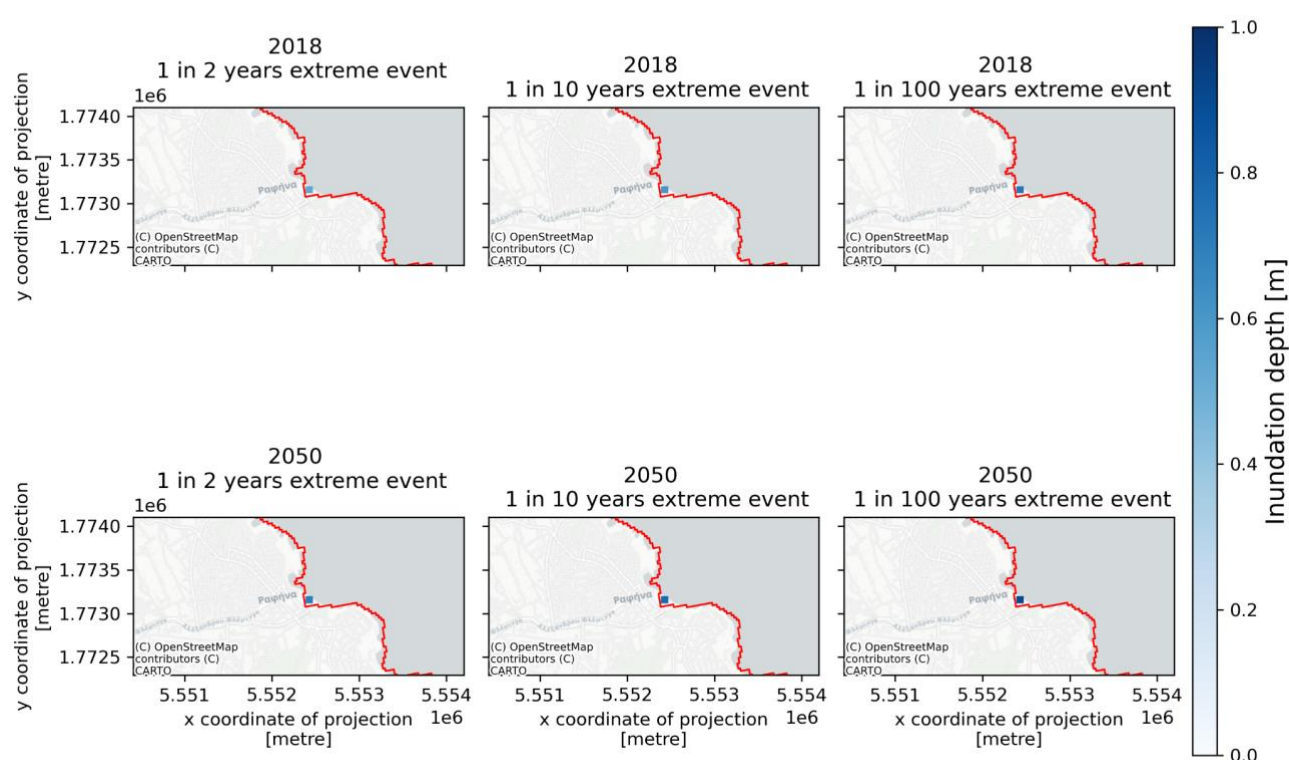 2018
1 in 2 years extreme event
2018
1 in 10 years extreme event
2018
1 in 100 years extreme event
1e6
y coordinate of projection
[metre]
1.7740
1.7735
1.7730
1.7725
Ραφήνα
(C) OpenStreetMap
contributors (C)
CARTO
Ραφήνα
(C) OpenStreetMap
contributors (C)
CARTO
Ραφήνα
(C) OpenStreetMap
contributors (C)
CARTO
2050
1 in 2 years extreme event
2050
1 in 10 years extreme event
2050
1 in 100 years extreme event
1e6
y coordinate of projection
[metre]
1.7740
1.7735
1.7730
1.7725
Ραφήνα
(C) OpenStreetMap
contributors (C)
CARTO
Ραφήνα
(C) OpenStreetMap
contributors (C)
CARTO
Ραφήνα
(C) OpenStreetMap
contributors (C)
CARTO
5.551 5.552 5.553 5.554
x coordinate of projection
[metre]
1e6
5.551 5.552 5.553 5.554
x coordinate of projection
[metre]
1e6
5.551 5.552 5.553 5.554
x coordinate of projection
[metre]
1e6
1.0
0.8
0.6
0.4
0.2
0.0
Inundation depth [m]